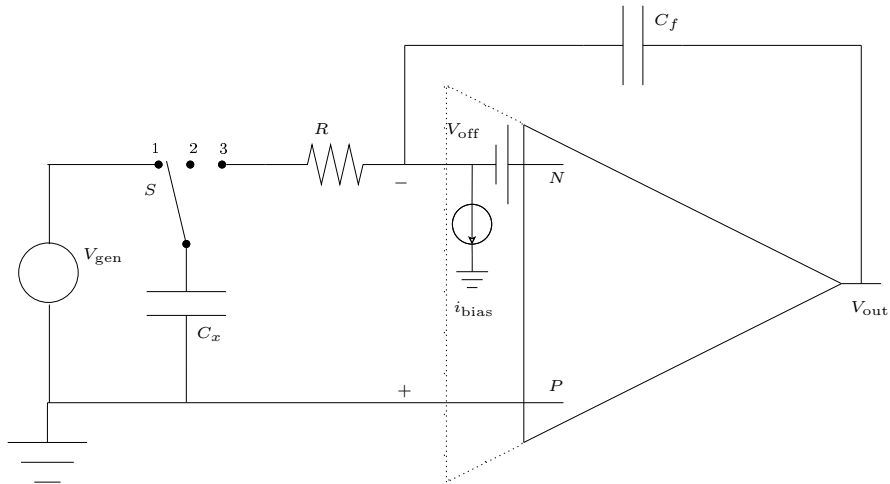 C_f
V_off
R
1 2 3
S
−
N
V_gen
i_bias
V_out
C_x
+
P